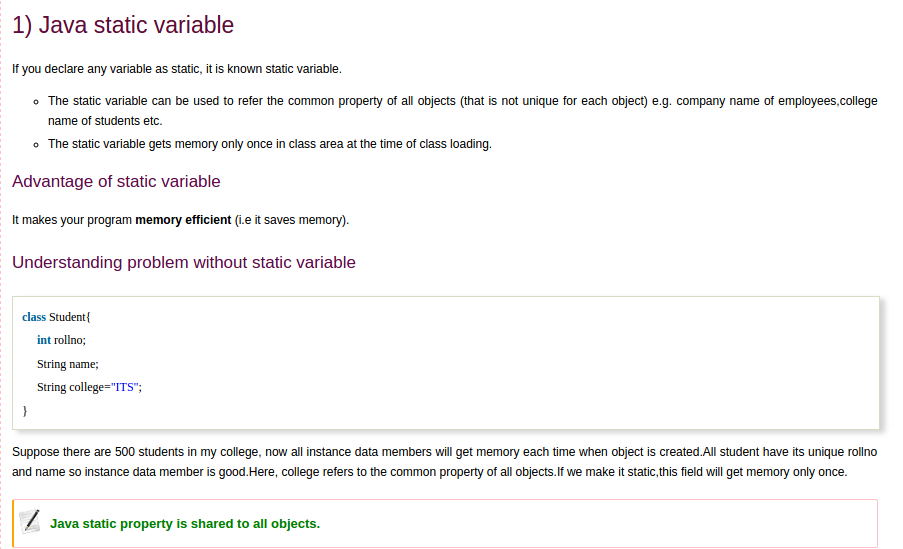 1) Java static variable
If you declare any variable as static, it is known static variable.
The static variable can be used to refer the common property of all objects (that is not unique for each object) e.g. company name of employees,college
name of students etc.
The static variable gets memory only once in class area at the time of class loading.
Advantage of static variable
It makes your program memory efficient (i.e it saves memory).
Understanding problem without static variable
class Student{
int rollno;
String name;
String college="ITS";
}
Suppose there are 500 students in my college, now all instance data members will get memory each time when object is created.All student have its unique rollno
and name so instance data member is good.Here, college refers to the common property of all objects.If we make it static,this field will get memory only once.
Java static property is shared to all objects.